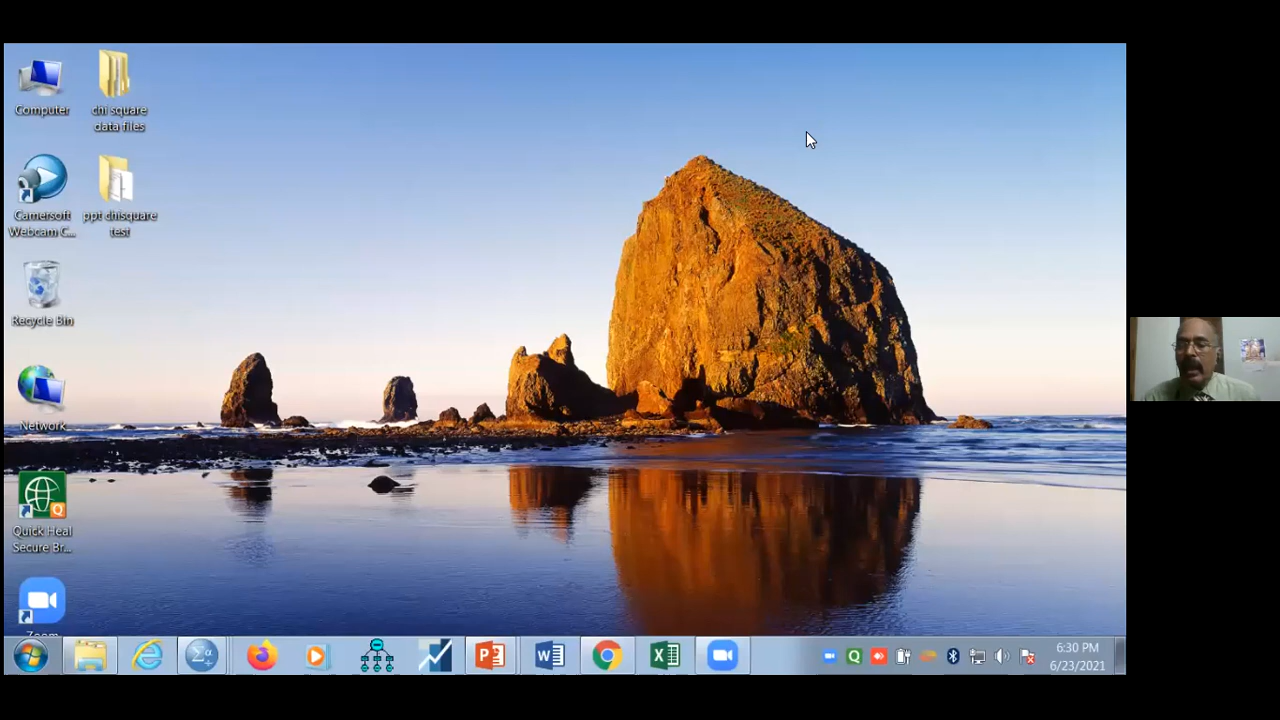 Computer
chi square
data files
Camersoft
Webcam C...
ppt chisquare
test
Recycle Bin
Network
Quick Heal
Secure Br...
Zoom
6:30 PM
6/23/2021